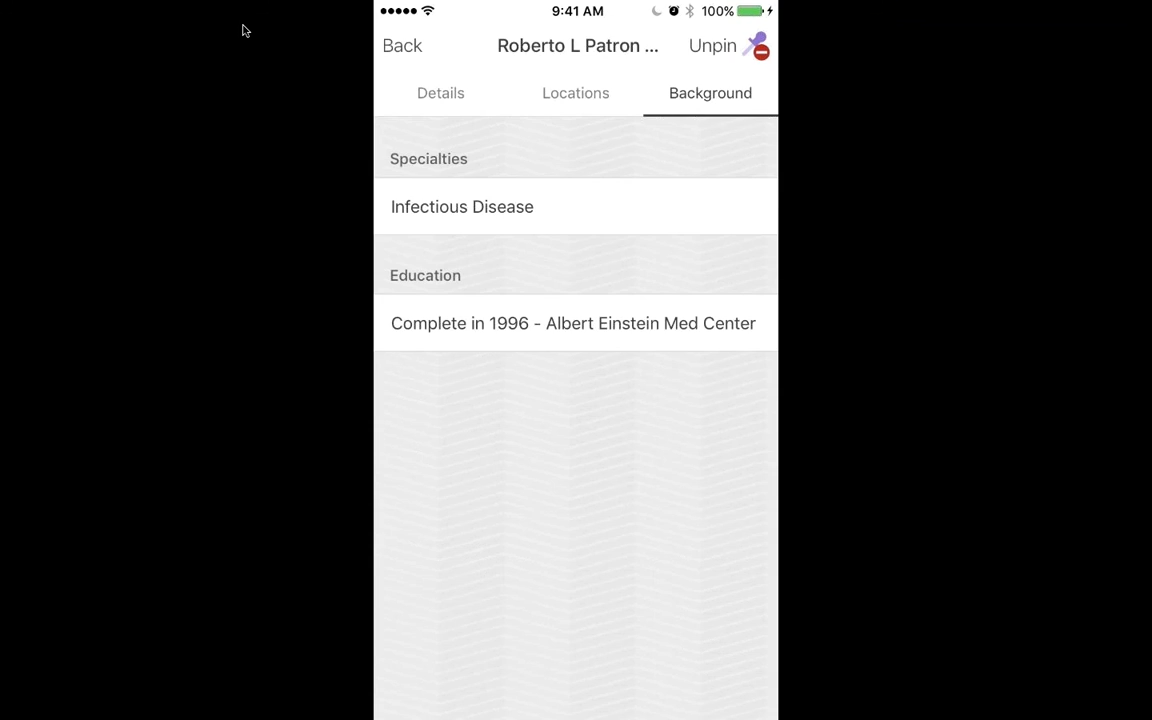 9:41 AM
100%
Back
Roberto L Patron ...
Unpin
Details
Locations
Background
Specialties
Infectious Disease
Education
Complete in 1996 - Albert Einstein Med Center